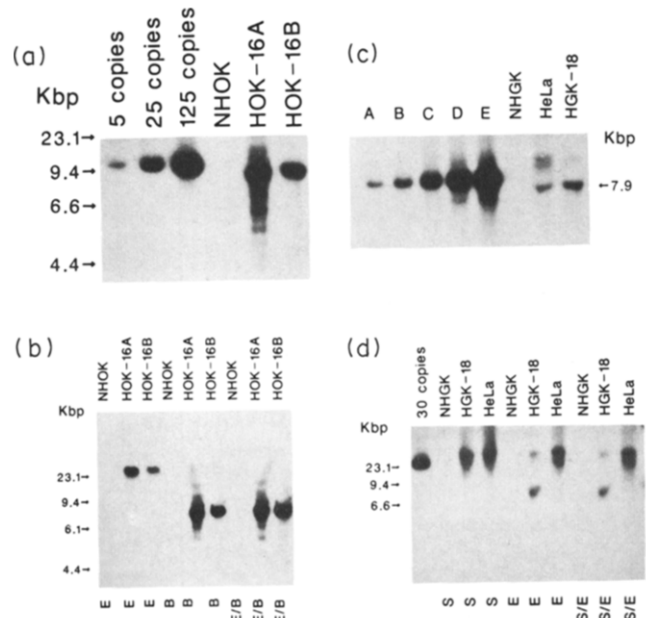 (a)
5 copies
25 copies
125 copies
NHOK
HOK-16A
HOK-16B
Kbp
23.1→
9.4→
6.6→
4.4→
(c)
A B C D E NHGK HeLa HGK-18
Kbp
←7.9
(b)
NHOK HOK-16A HOK-16B NHOK HOK-16A HOK-16B NHOK HOK-16A HOK-16B
Kbp
23.1→
9.4→
6.1→
4.4→
E E E B B B E/B E/B E/B
(d)
30 copies NHGK HGK-18 HeLa NHGK HGK-18 HeLa NHGK HGK-18 HeLa
Kbp
23.1→
9.4→
6.6→
S S S E E E S/E S/E S/E